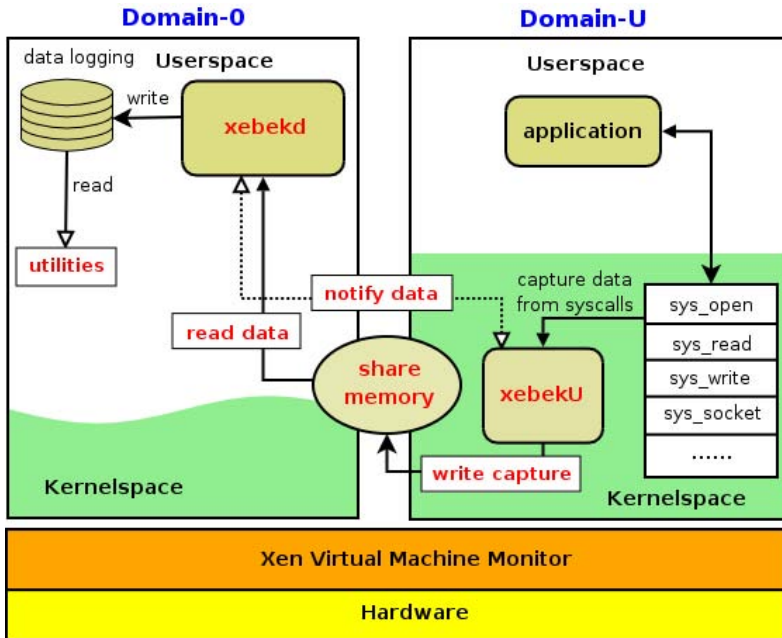 Domain-0
Domain-U
data logging
Userspace
Userspace
write
xebekd
application
read
utilities
notify data
capture data
from syscalls
sys_open
read data
sys_read
share
memory
xebekU
sys_write
sys_socket
......
write capture
Kernelspace
Kernelspace
Xen Virtual Machine Monitor
Hardware